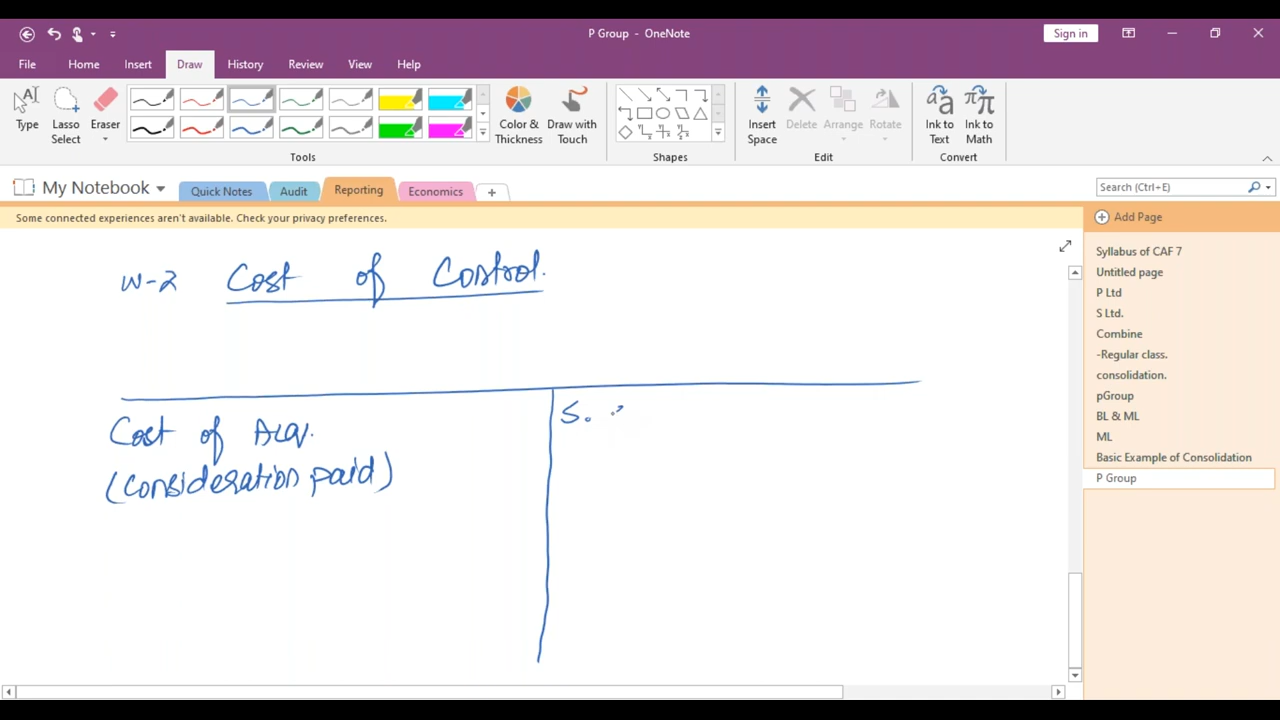 P Group - OneNote
Sign in
File Home Insert Draw History Review View Help
Type
Lasso Select
Eraser
Color & Thickness
Draw with Touch
Insert Space
Delete
Arrange
Rotate
Ink to Text
Ink to Math
Tools
Shapes
Edit
Convert
My Notebook
Quick Notes
Audit
Reporting
Economics
Search (Ctrl+E)
Some connected experiences aren't available. Check your privacy preferences.
Add Page
Syllabus of CAF 7
Untitled page
P Ltd
S Ltd.
Combine
-Regular class.
consolidation.
pGroup
BL & ML
ML
Basic Example of Consolidation
P Group
W-2 Cost of Control.
Cost of Acq.
(Consideration paid)
S.